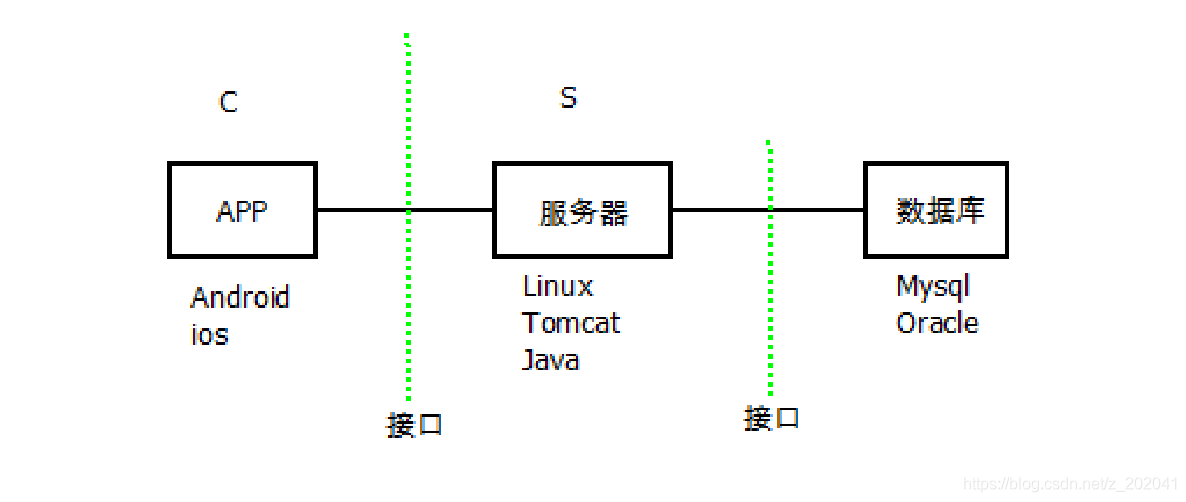 C
S
APP
服务器
数据库
Android
ios
Linux
Tomcat
Java
Mysql
Oracle
接口
接口
https://blog.csdn.net/z_202041